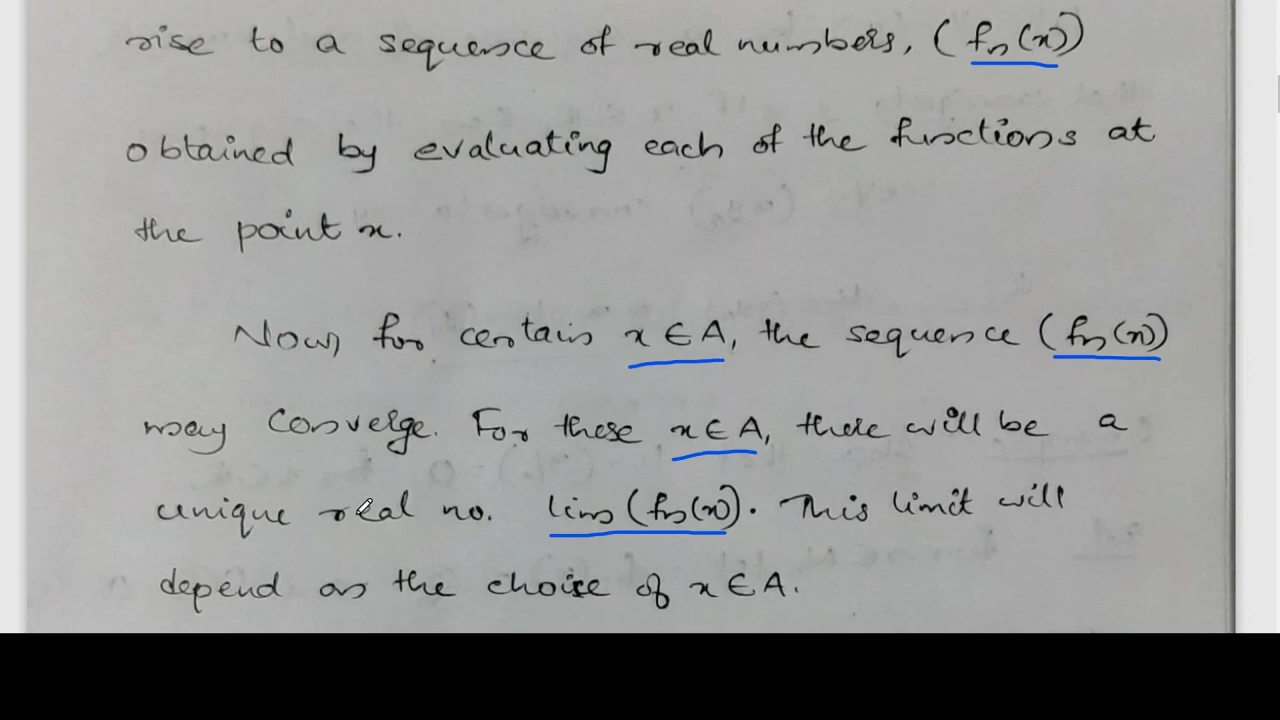 rise to a sequence of real numbers, (fn(x))
obtained by evaluating each of the functions at
the point x.
Now for certain x ∈ A, the sequence (fn(x))
may converge. For these x ∈ A, there will be a
unique real no. lim (fn(x)). This limit will
depend on the choice of x ∈ A.